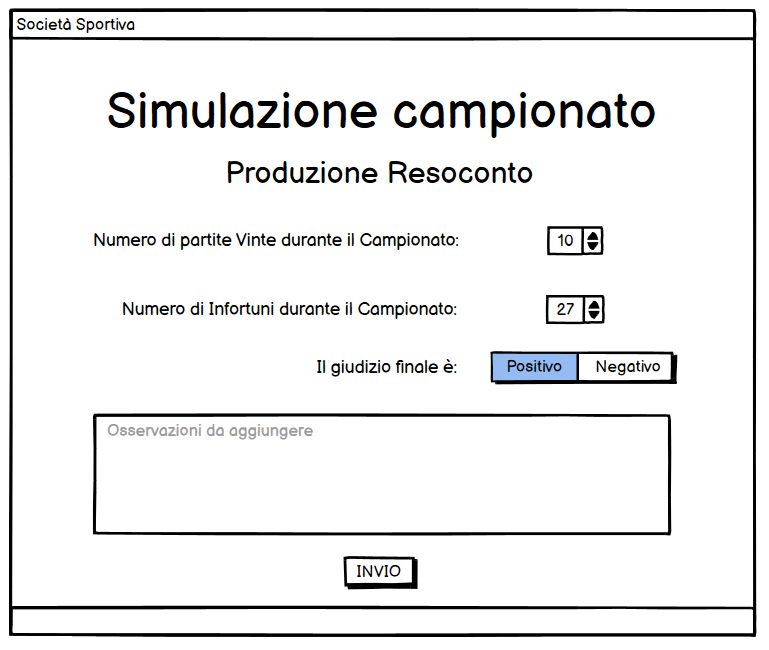 Società Sportiva
Simulazione campionato
Produzione Resoconto
Numero di partite Vinte durante il Campionato: 10
Numero di Infortuni durante il Campionato: 27
Il giudizio finale è: Positivo Negativo
Osservazioni da aggiungere
INVIO